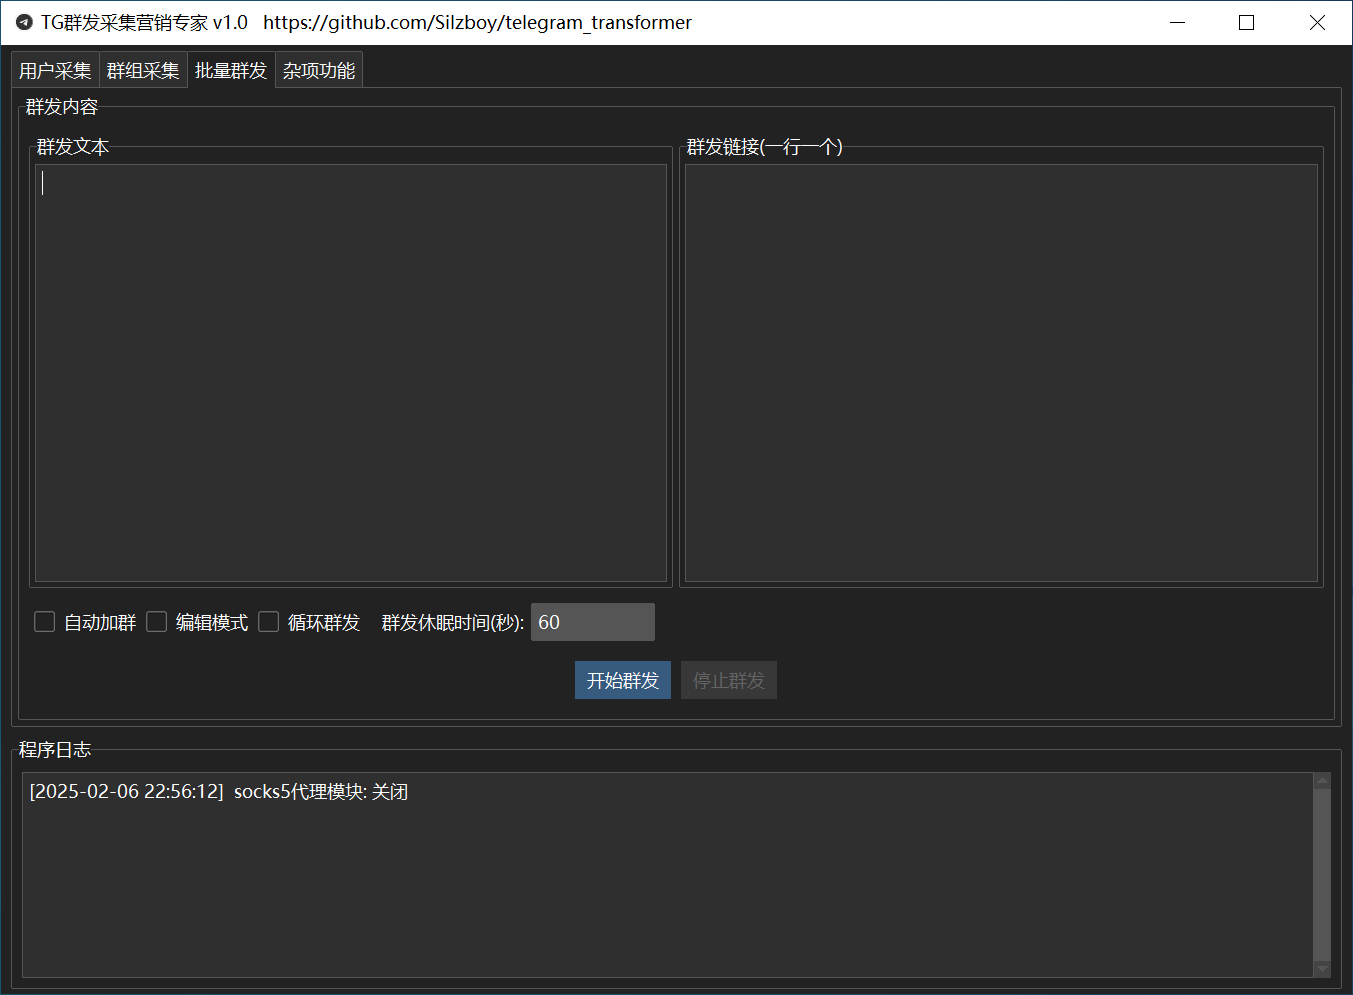 TG群发采集营销专家 v1.0 https://github.com/Silzboy/telegram_transformer
用户采集 群组采集 批量群发 杂项功能
群发内容
群发文本 群发链接(一行一个)
自动加群 编辑模式 循环群发 群发休眠时间(秒): 60
开始群发 停止群发
程序日志
[2025-02-06 22:56:12] socks5代理模块: 关闭